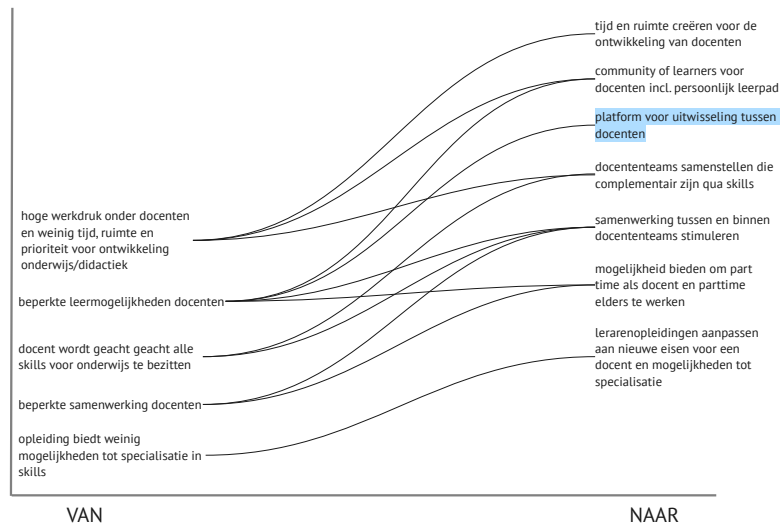 tijd en ruimte creëren voor de
ontwikkeling van docenten
community of learners voor
docenten incl. persoonlijk leerpad
platform voor uitwisseling tussen
docenten
docententeams samenstellen die
complementair zijn qua skills
samenwerking tussen en binnen
docententeams stimuleren
mogelijkheid bieden om part
time als docent en parttime
elders te werken
lerarenopleidingen aanpassen
aan nieuwe eisen voor een
docent en mogelijkheden tot
specialisatie
hoge werkdruk onder docenten
en weinig tijd, ruimte en
prioriteit voor ontwikkeling
onderwijs/didactiek
beperkte leermogelijkheden docenten
docent wordt geacht geacht alle
skills voor onderwijs te bezitten
beperkte samenwerking docenten
opleiding biedt weinig
mogelijkheden tot specialisatie in
skills
VAN
NAAR